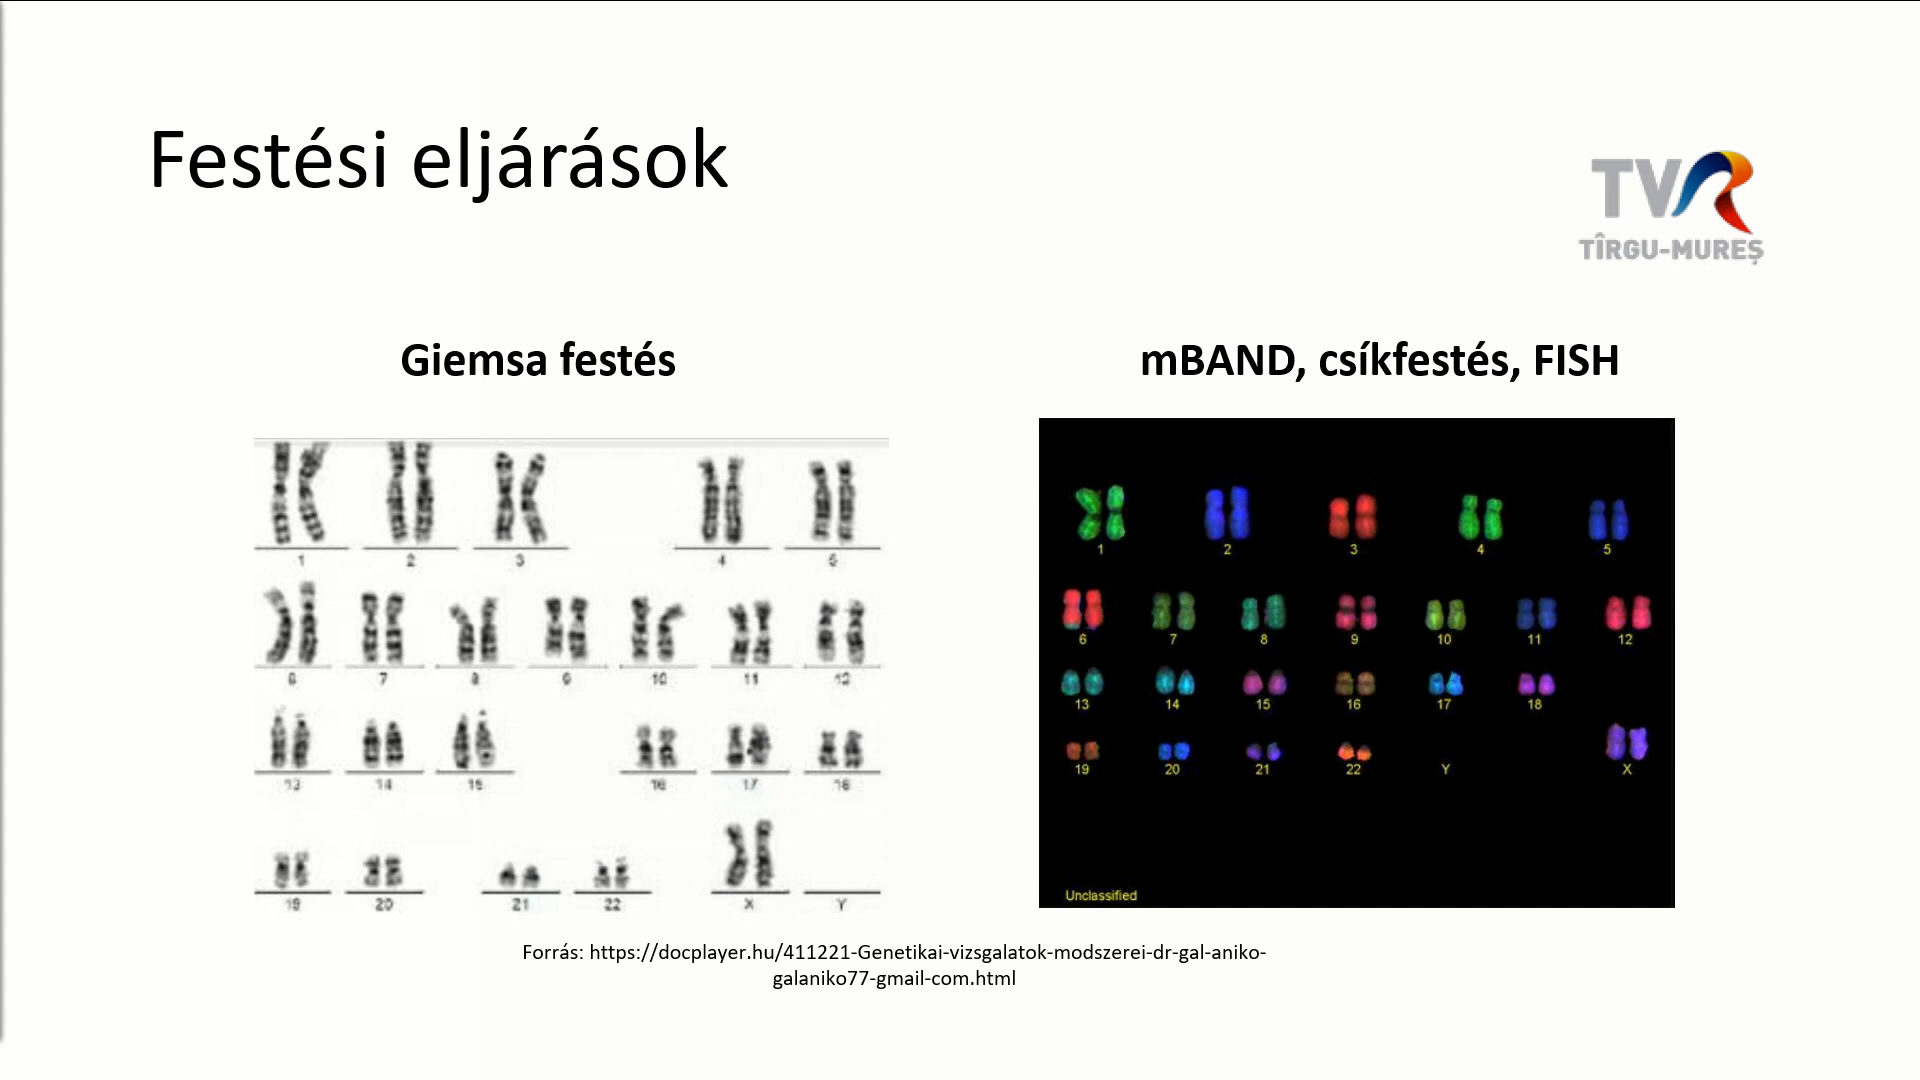 Festési eljárások
TVR
TÎRGU-MUREȘ
Giemsa festés
mBAND, csíkfestés, FISH
1 2 3 4 5
6 7 8 9 10 11 12
13 14 15 16 17 18
19 20 21 22 X Y
1 2 3 4 5
6 7 8 9 10 11 12
13 14 15 16 17 18
19 20 21 22 Y X
Unclassified
Forrás: https://docplayer.hu/411221-Genetikai-vizsgalatok-modszerei-dr-gal-aniko-
galaniko77-gmail-com.html